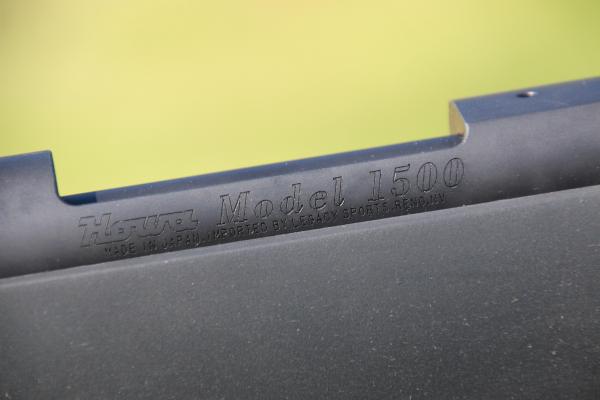 Howa Model 1500
MADE IN JAPAN, IMPORTED BY LEGACY SPORTS, RENO, NV.